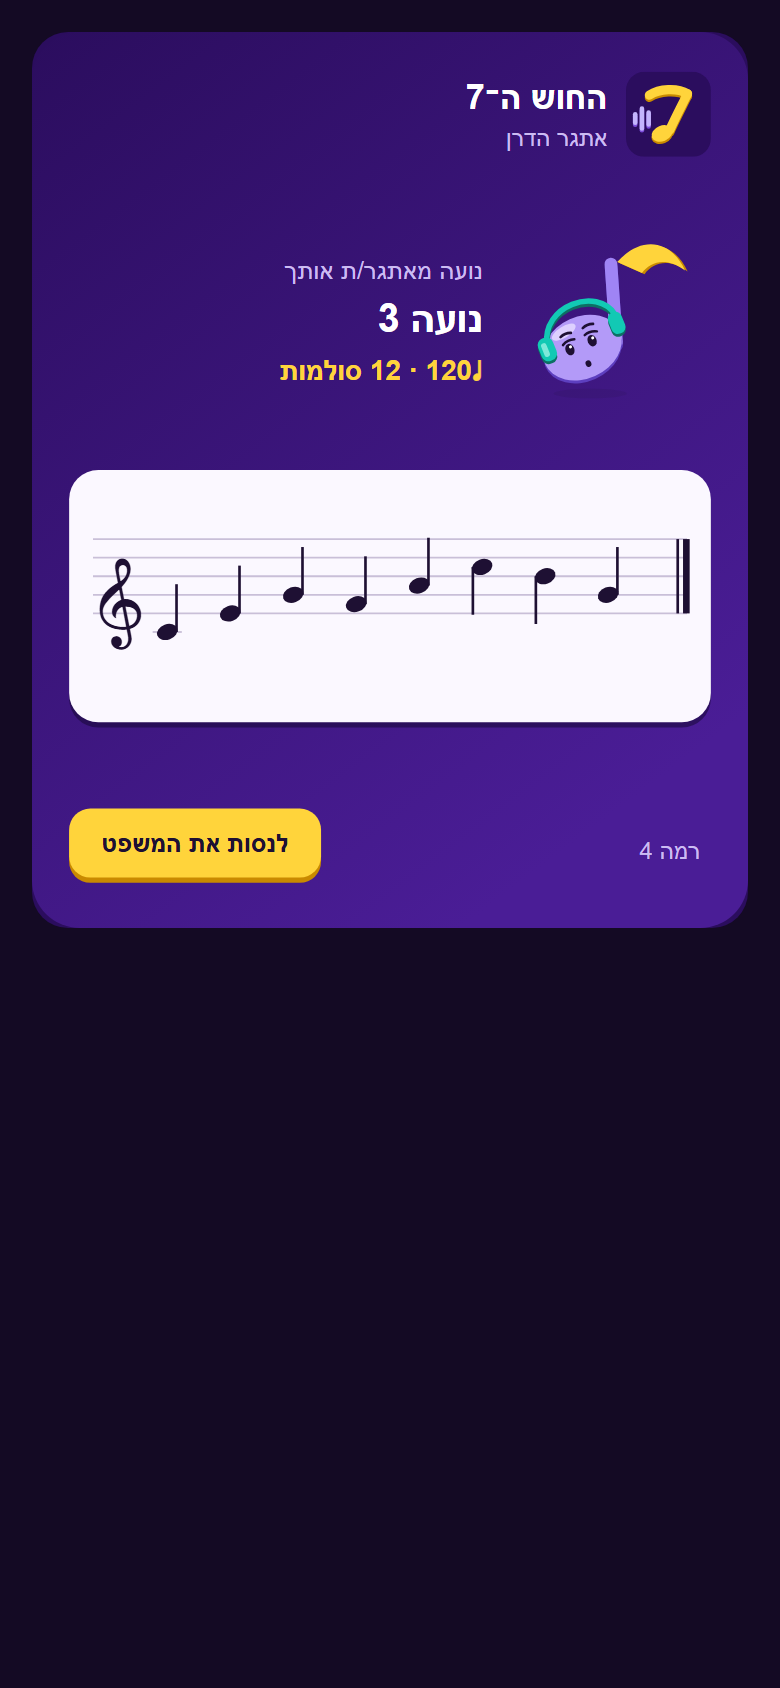 החוש ה־7
אתגר הדרן
נועה מאתגר/ת אותך
נועה 3
♩120 · 12 סולמות
לנסות את המשפט
רמה 4